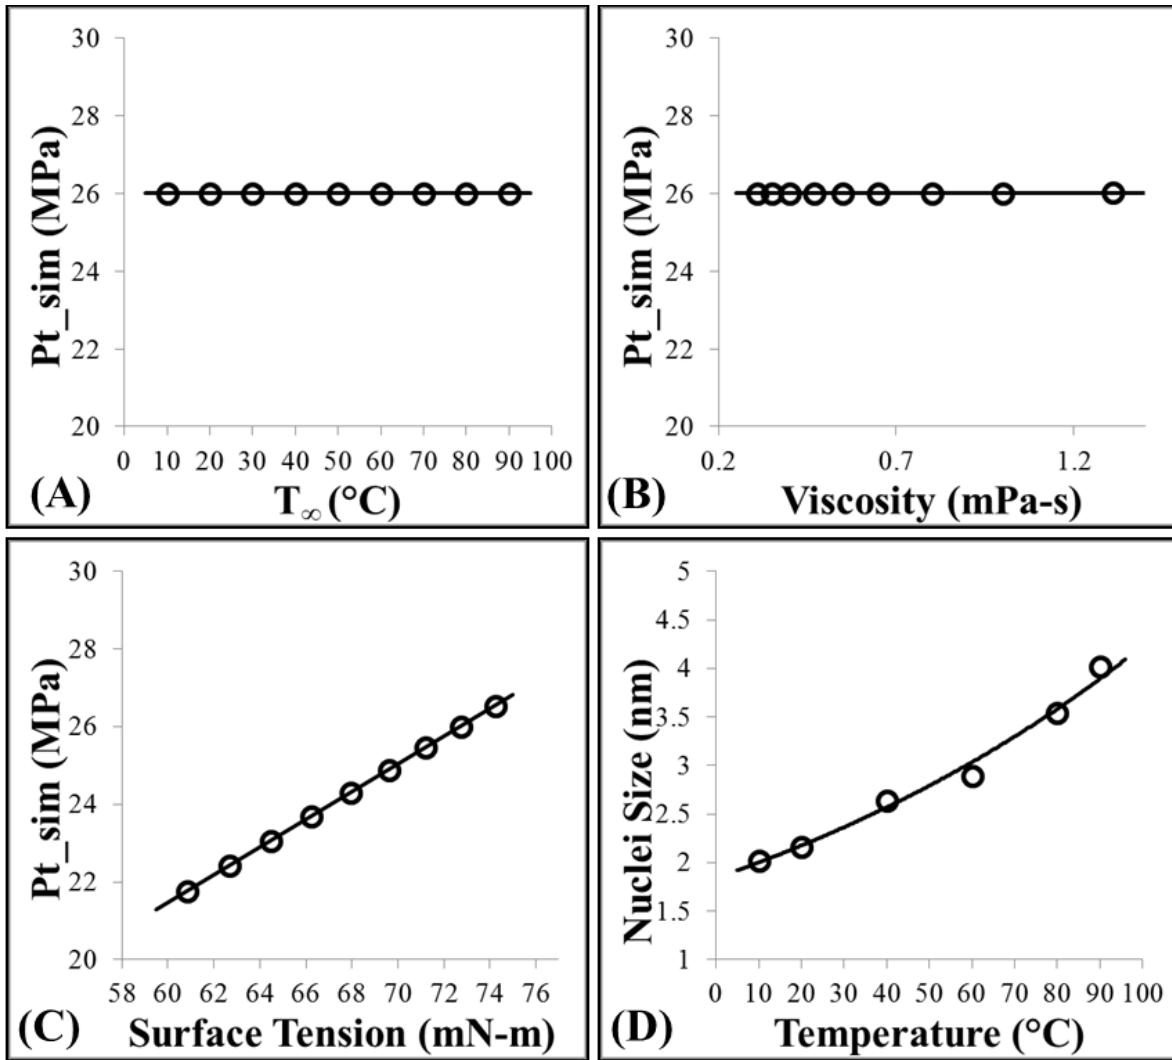 30
28
26
24
22
20
Pt_sim (MPa)
0 10 20 30 40 50 60 70 80 90 100
(A)
T∞ (°C)
30
28
26
24
22
20
Pt_sim (MPa)
0.2 0.7 1.2
(B)
Viscosity (mPa-s)
30
28
26
24
22
20
Pt_sim (MPa)
58 60 62 64 66 68 70 72 74 76
(C)
Surface Tension (mN-m)
5
4.5
4
3.5
3
2.5
2
1.5
1
Nuclei Size (nm)
0 10 20 30 40 50 60 70 80 90 100
(D)
Temperature (°C)